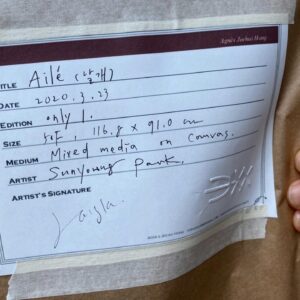 TITLE Ailé (날개)
DATE 2020.3.23
EDITION only 1.
SIZE 50F, 116.8 x 91.0 cm
MEDIUM Mixed media on canvas.
ARTIST Sunyoung Park.
ARTIST'S SIGNATURE